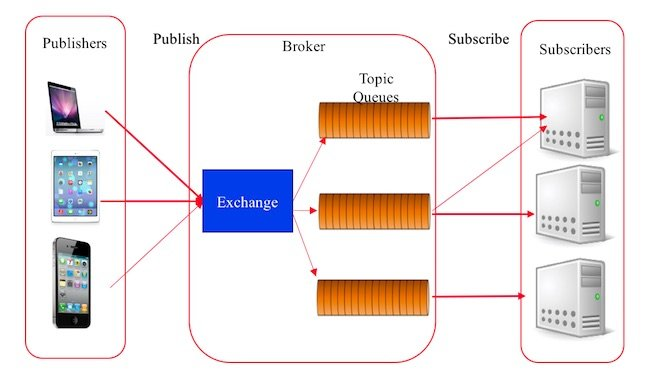 Publishers
Publish
Broker
Subscribe
Subscribers
Topic
Queues
Exchange